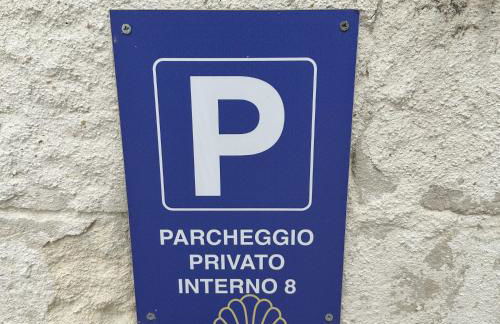 P
PARCHEGGIO
PRIVATO
INTERNO 8